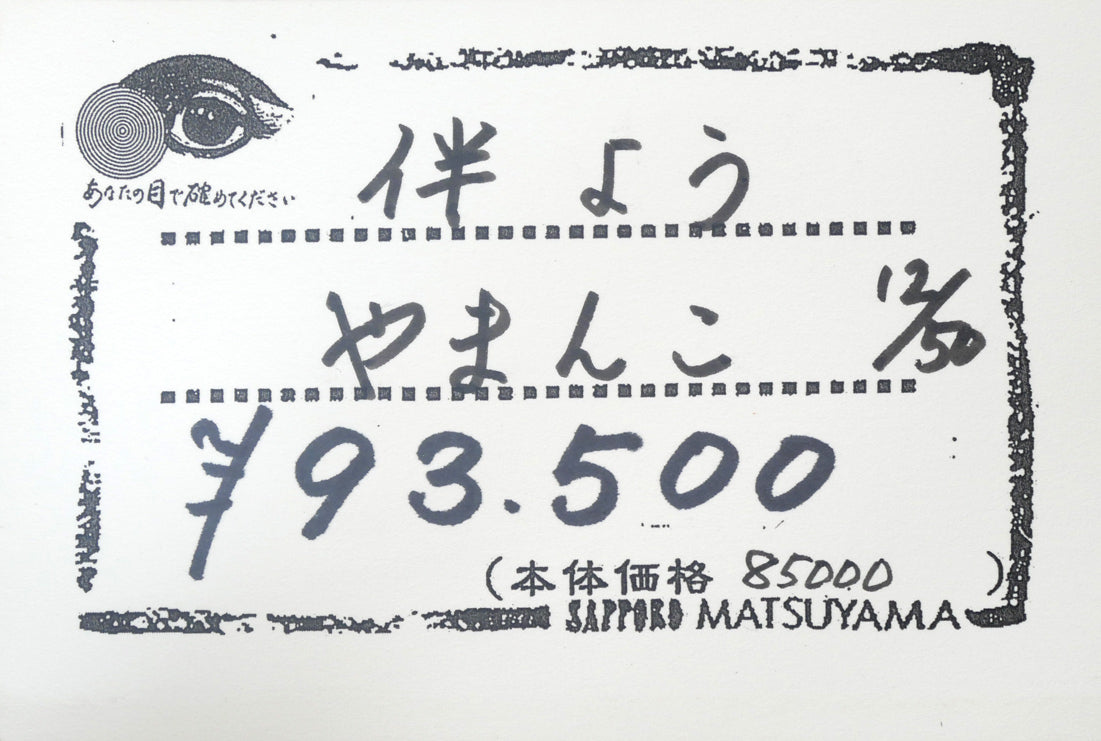 あなたの目で確めてください
伴 よう
やまんこ 12/50
¥93.500
(本体価格 85000 )
SAPPORO MATSUYAMA